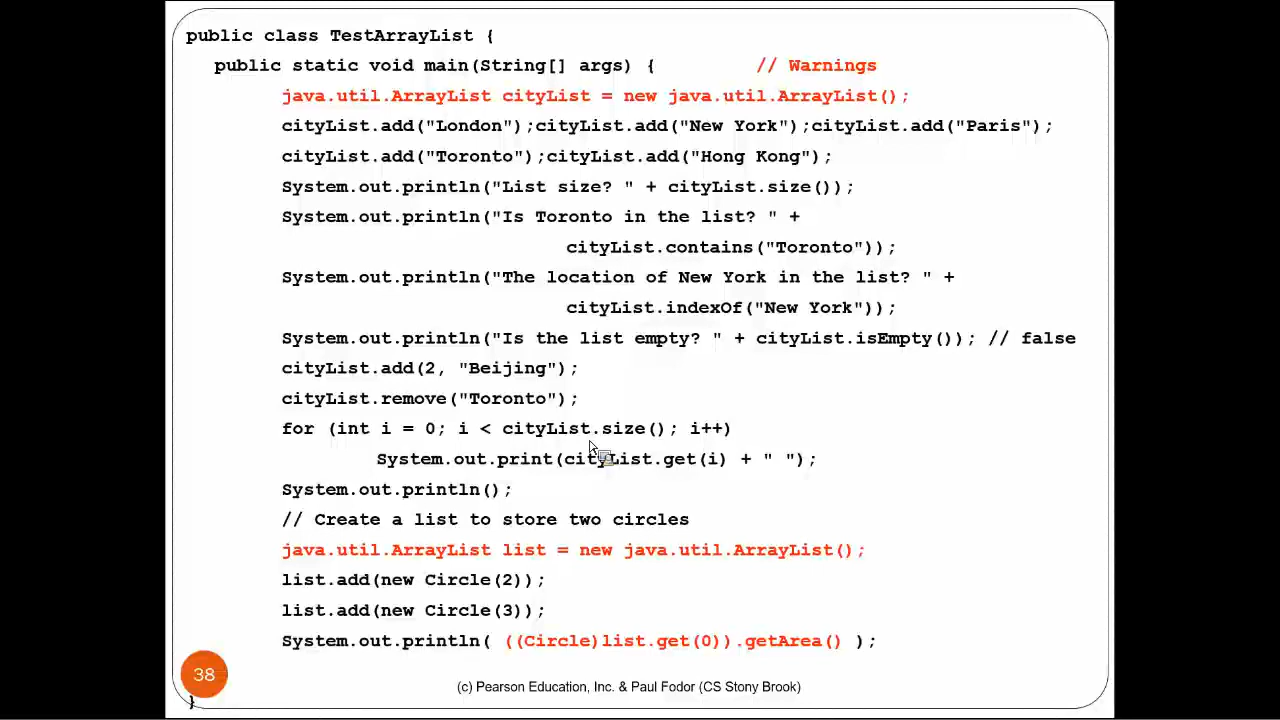 public class TestArrayList {
public static void main(String[] args) { // Warnings
java.util.ArrayList cityList = new java.util.ArrayList();
cityList.add("London");cityList.add("New York");cityList.add("Paris");
cityList.add("Toronto");cityList.add("Hong Kong");
System.out.println("List size? " + cityList.size());
System.out.println("Is Toronto in the list? " +
cityList.contains("Toronto"));
System.out.println("The location of New York in the list? " +
cityList.indexOf("New York"));
System.out.println("Is the list empty? " + cityList.isEmpty()); // false
cityList.add(2, "Beijing");
cityList.remove("Toronto");
for (int i = 0; i < cityList.size(); i++)
System.out.print(cityList.get(i) + " ");
System.out.println();
// Create a list to store two circles
java.util.ArrayList list = new java.util.ArrayList();
list.add(new Circle(2));
list.add(new Circle(3));
System.out.println( ((Circle)list.get(0)).getArea() );
38
(c) Pearson Education, Inc. & Paul Fodor (CS Stony Brook)
}